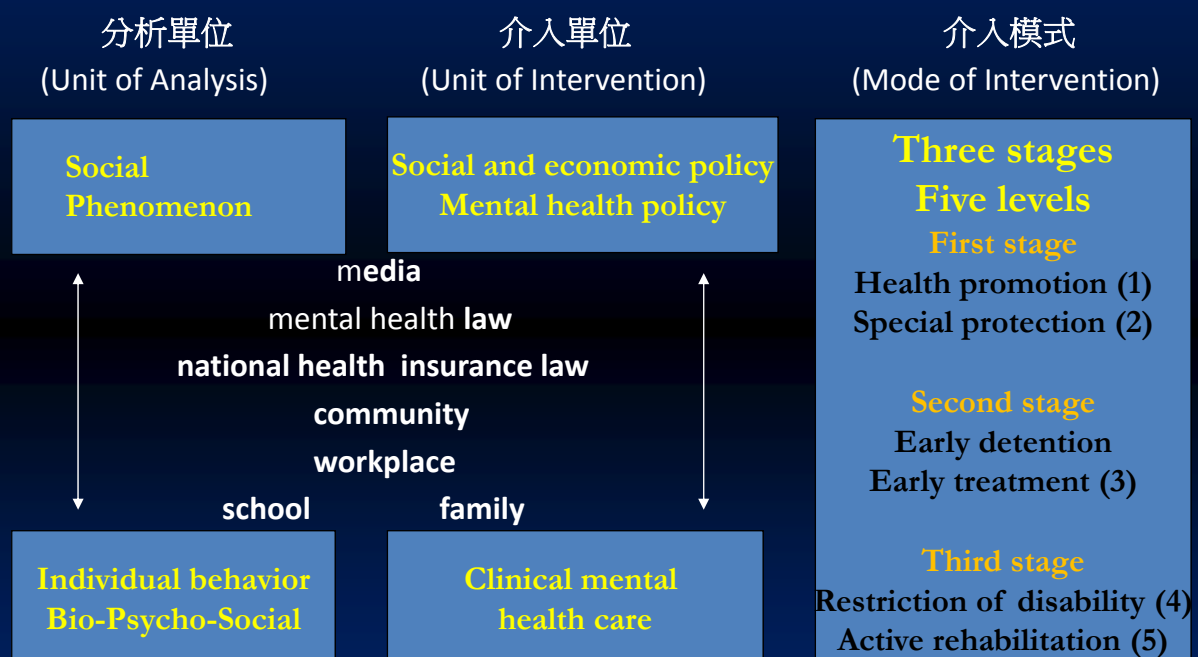 分析單位
(Unit of Analysis)
介入單位
(Unit of Intervention)
介入模式
(Mode of Intervention)
Social
Phenomenon
Social and economic policy
Mental health policy
media
mental health law
national health insurance law
community
workplace
school family
Individual behavior
Bio-Psycho-Social
Clinical mental
health care
Three stages
Five levels
First stage
Health promotion (1)
Special protection (2)
Second stage
Early detention
Early treatment (3)
Third stage
Restriction of disability (4)
Active rehabilitation (5)